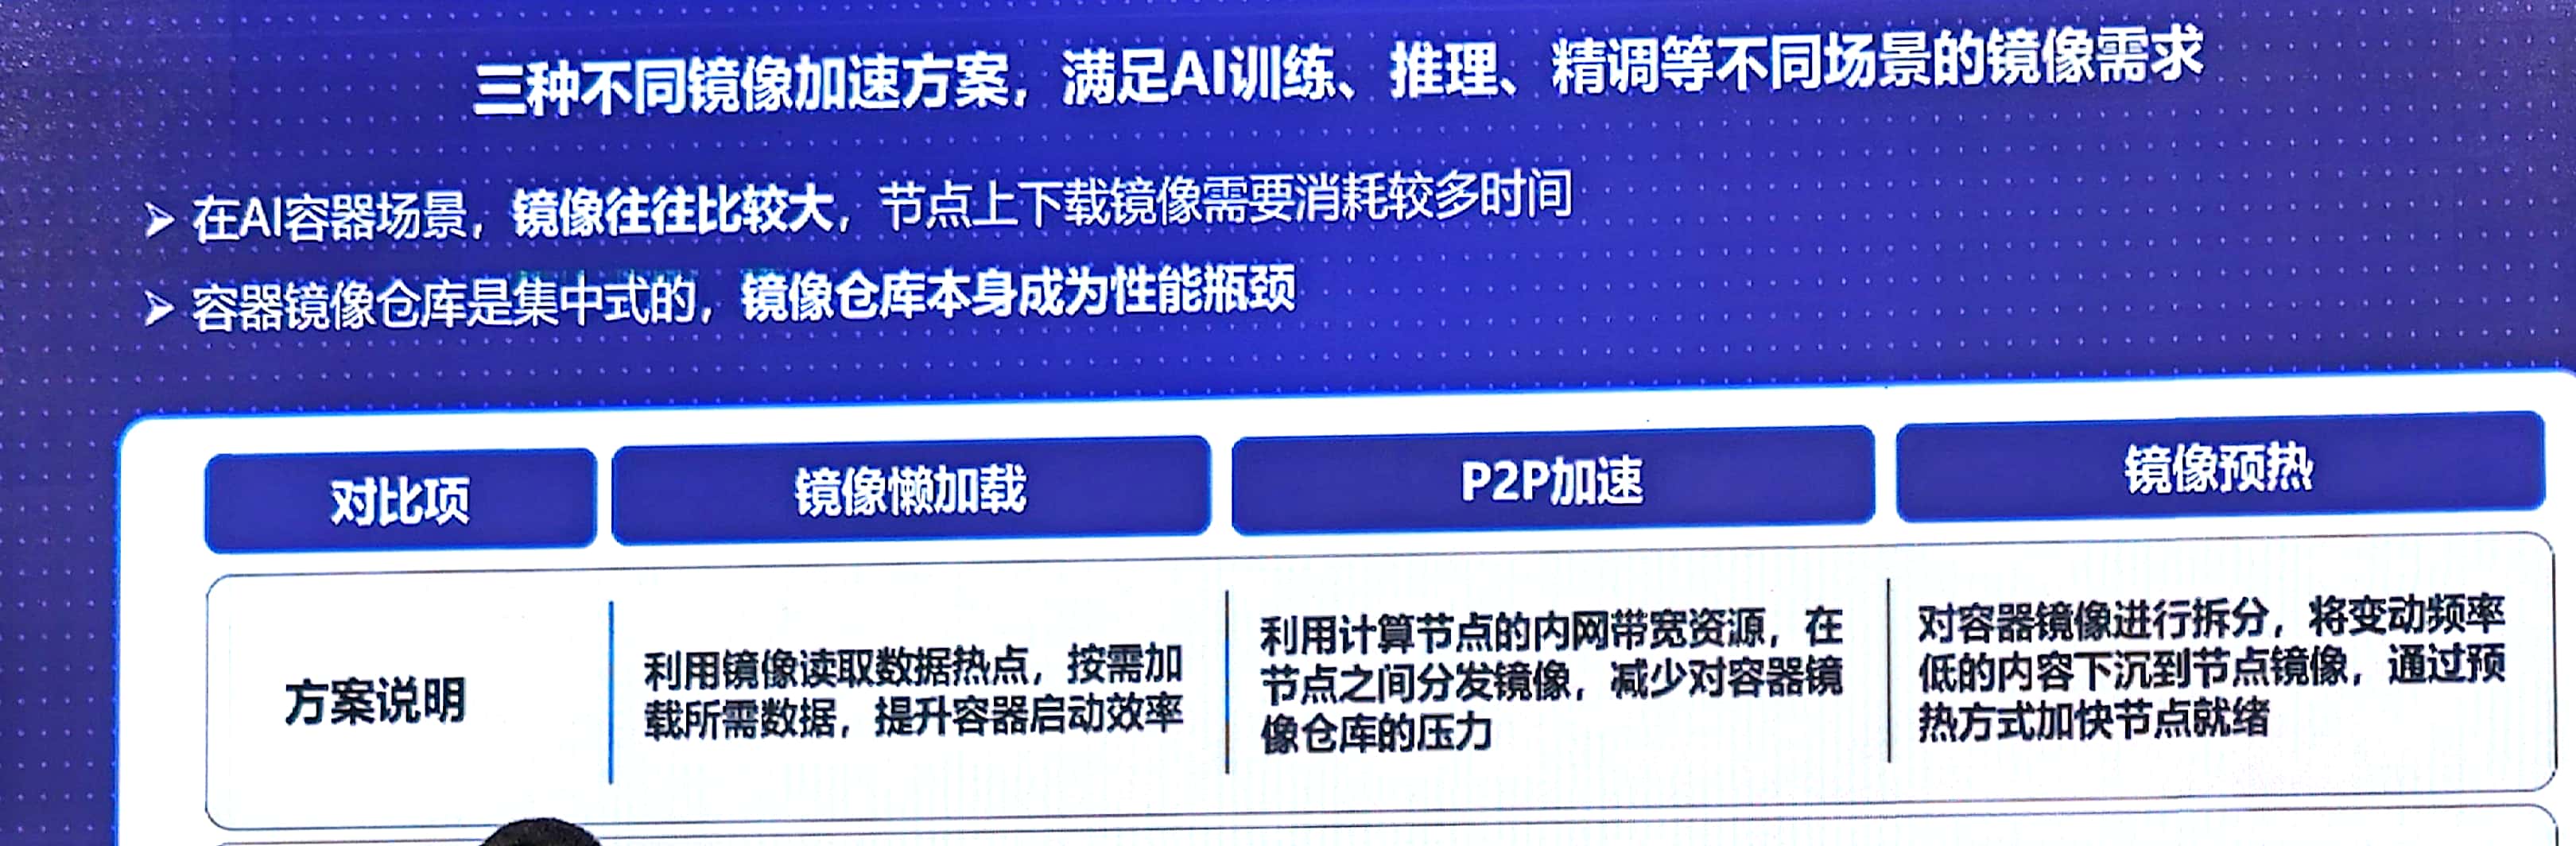 三种不同镜像加速方案，满足AI训练、推理、精调等不同场景的镜像需求
➢ 在AI容器场景，镜像往往比较大，节点上下载镜像需要消耗较多时间
➢ 容器镜像仓库是集中式的，镜像仓库本身成为性能瓶颈
对比项
镜像懒加载
P2P加速
镜像预热
方案说明
利用镜像读取数据热点，按需加
载所需数据，提升容器启动效率
利用计算节点的内网带宽资源，在
节点之间分发镜像，减少对容器镜
像仓库的压力
对容器镜像进行拆分，将变动频率
低的内容下沉到节点镜像，通过预
热方式加快节点就绪